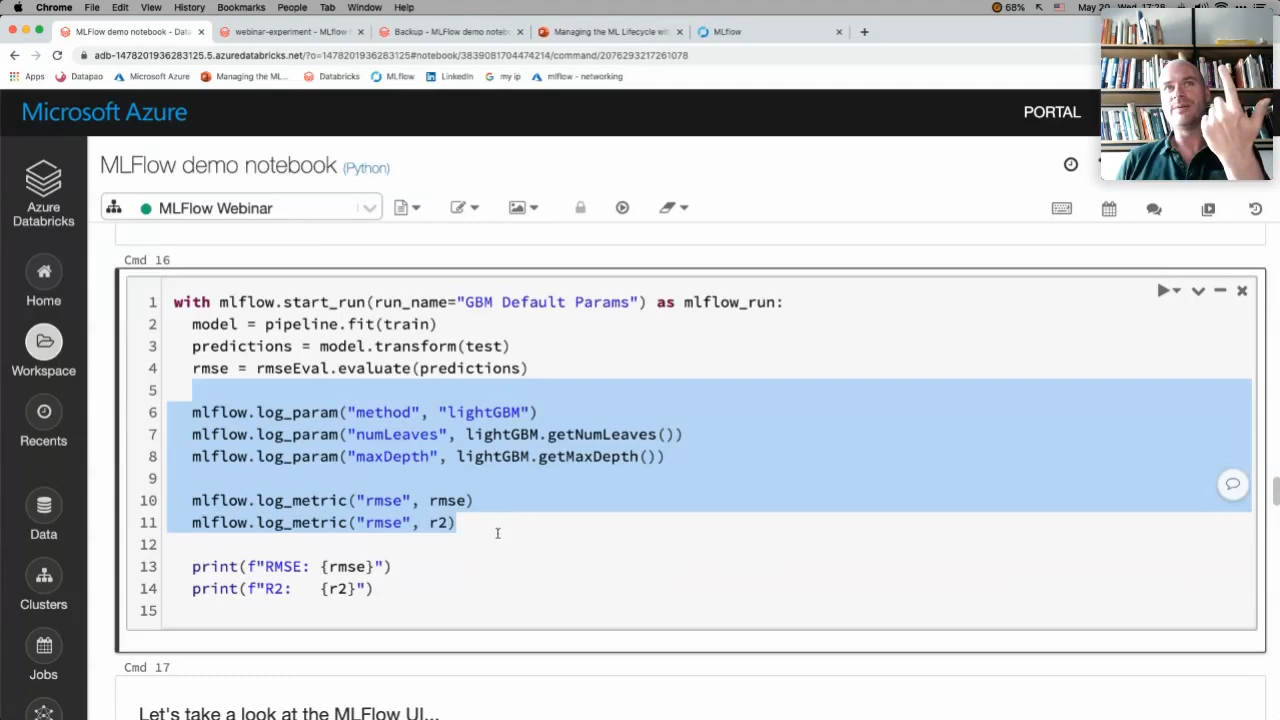 Chrome File Edit View History Bookmarks People Tab Window Help 68%
MLFlow demo notebook - Data webinar-experiment - MLflow Backup - MLFlow demo noteb Managing the ML Lifecycle wit MLflow
adb-1478201936283125.5.azuredatabricks.net/?o=1478201936283125#notebook/3839081704474214/command/2076293217261078
Apps Datapao Microsoft Azure Managing the ML... Databricks MLflow LinkedIn my ip mlflow - networking
Microsoft Azure PORTAL
MLFlow demo notebook (Python)
MLFlow Webinar
Azure
Databricks
Home
Workspace
Recents
Data
Clusters
Jobs
Cmd 16
1 with mlflow.start_run(run_name="GBM Default Params") as mlflow_run:
2 model = pipeline.fit(train)
3 predictions = model.transform(test)
4 rmse = rmseEval.evaluate(predictions)
5
6 mlflow.log_param("method", "lightGBM")
7 mlflow.log_param("numLeaves", lightGBM.getNumLeaves())
8 mlflow.log_param("maxDepth", lightGBM.getMaxDepth())
9
10 mlflow.log_metric("rmse", rmse)
11 mlflow.log_metric("rmse", r2)
12
13 print(f"RMSE: {rmse}")
14 print(f"R2: {r2}")
15
Cmd 17
Let's take a look at the MLFlow UI...